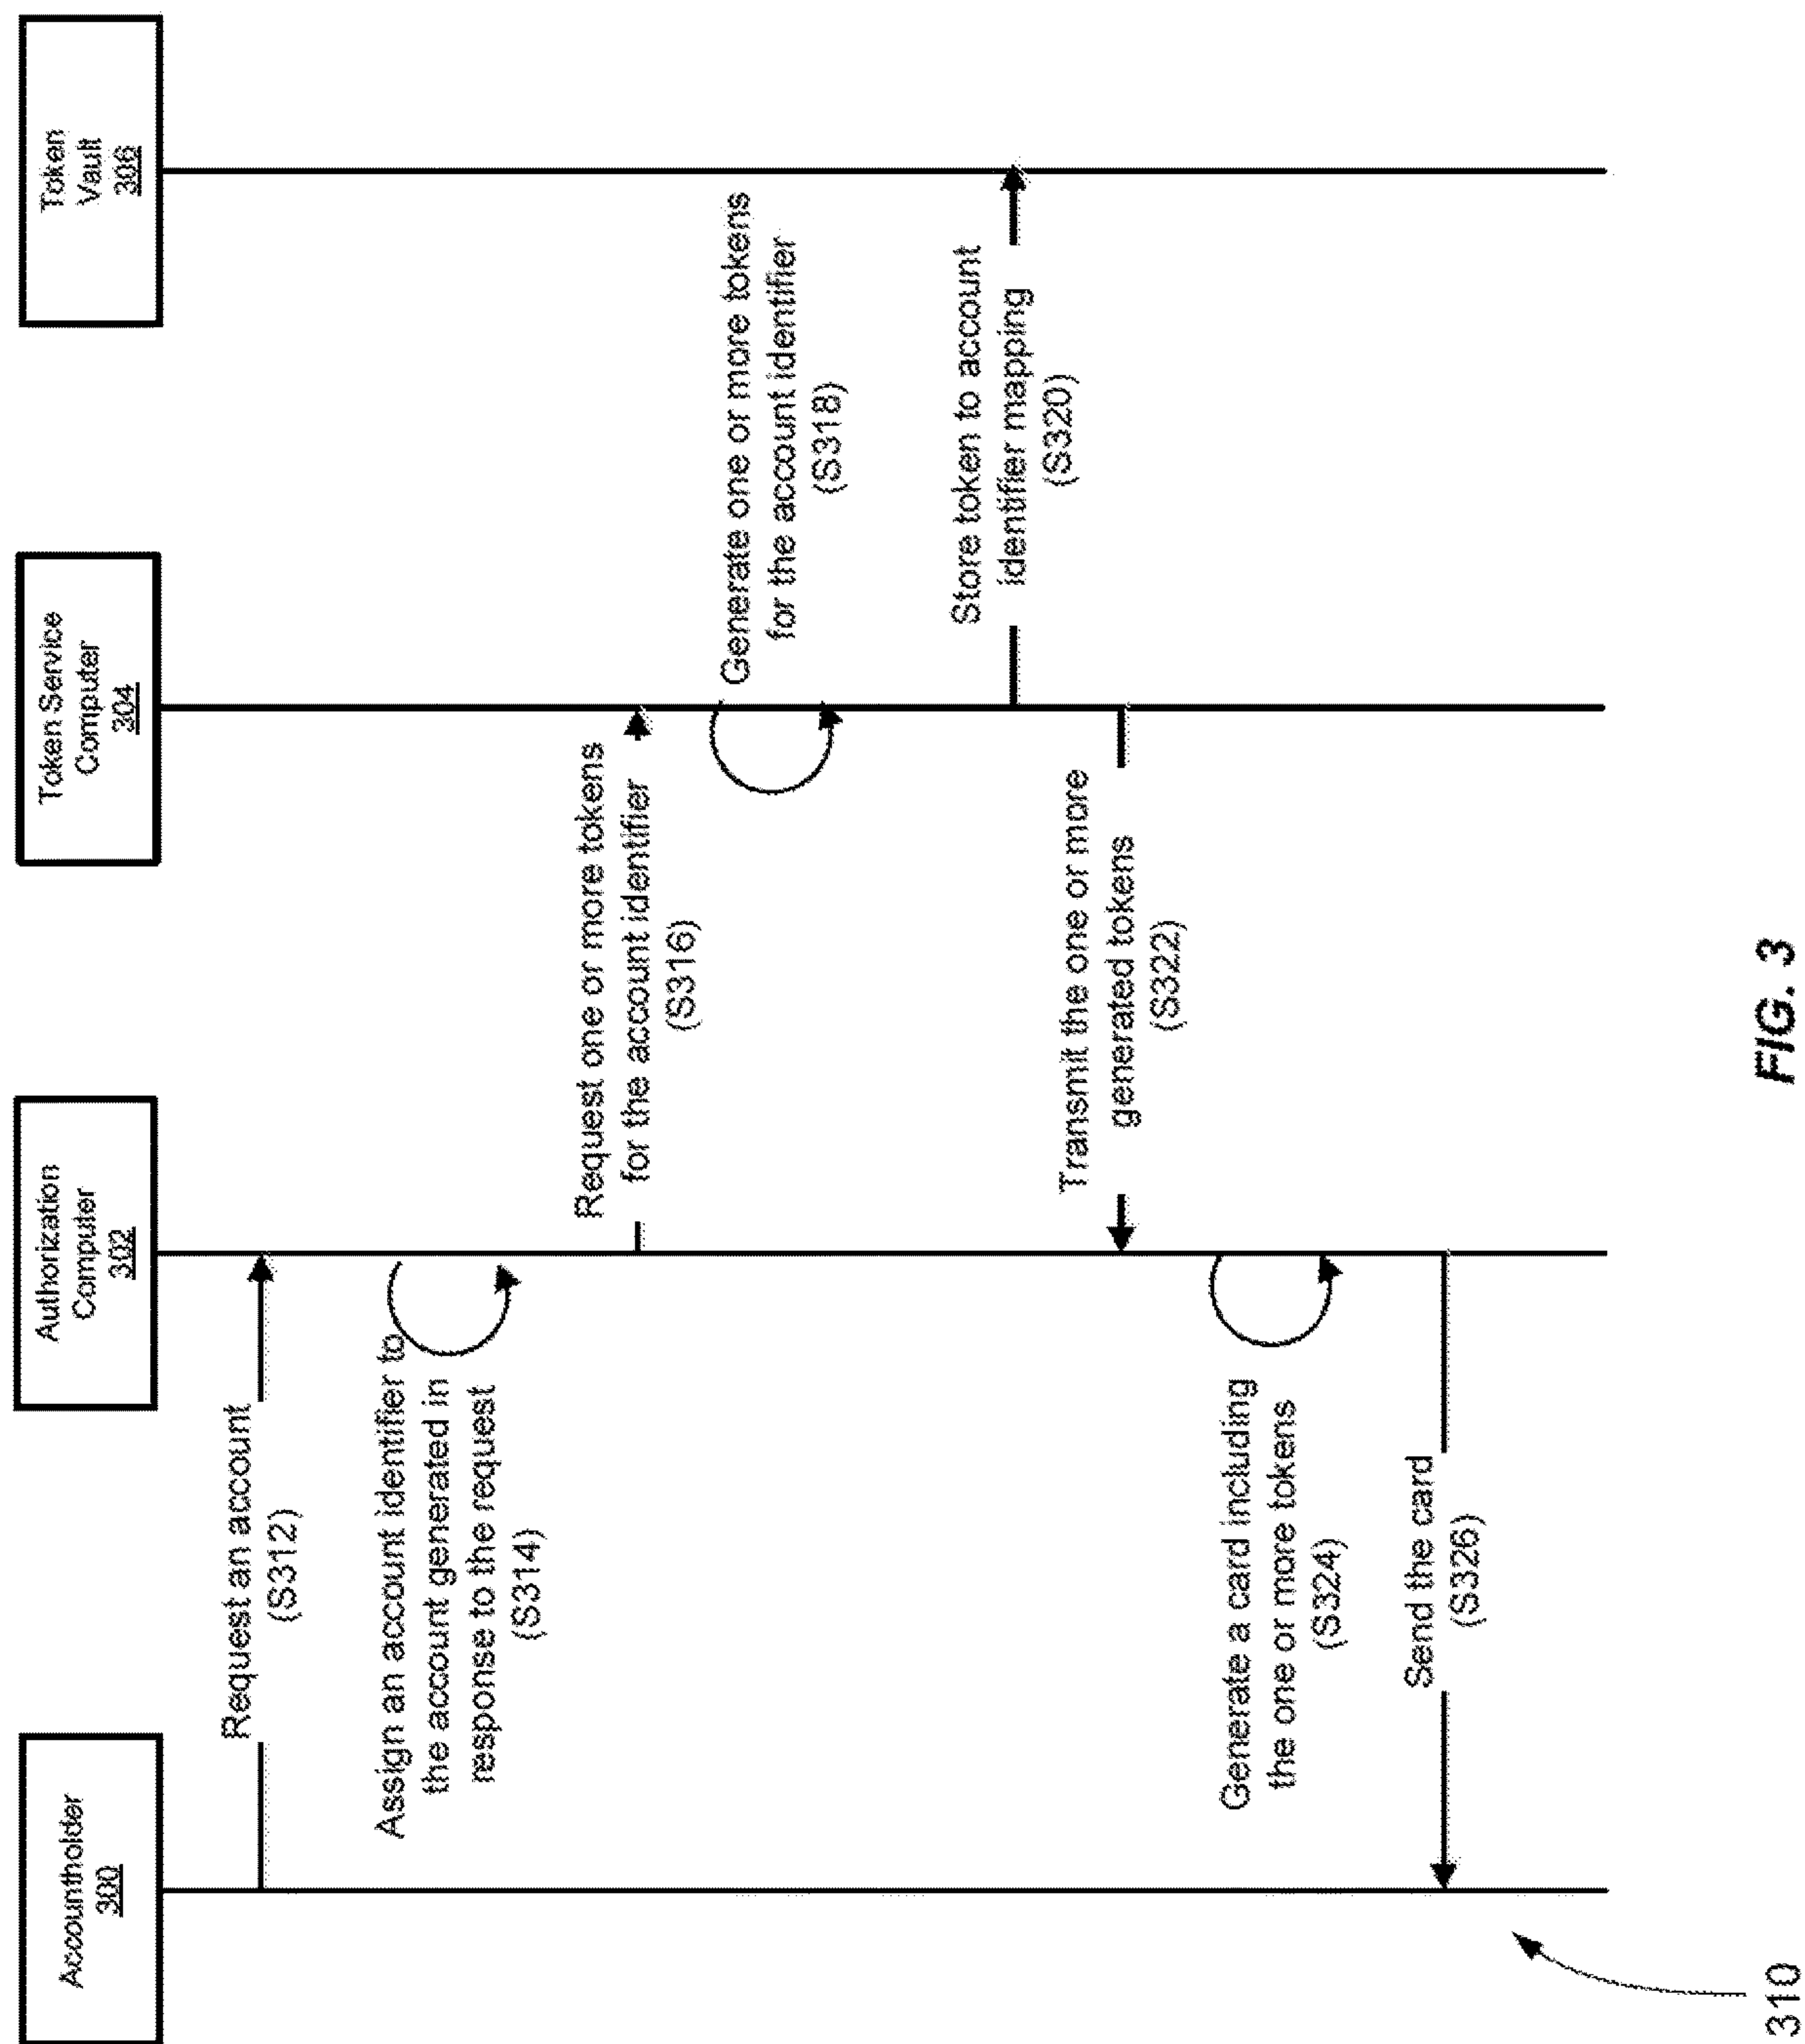 Accountholder
300
Authorization
Computer
302
Token Service
Computer
304
Token
Vault
306
Request an account
(S312)
Assign an account identifier to
the account generated in
response to the request
(S314)
Request one or more tokens
for the account identifier
(S316)
Generate one or more tokens
for the account identifier
(S318)
Store token to account
identifier mapping
(S320)
Transmit the one or more
generated tokens
(S322)
Generate a card including
the one or more tokens
(S324)
Send the card
(S326)
310
FIG. 3